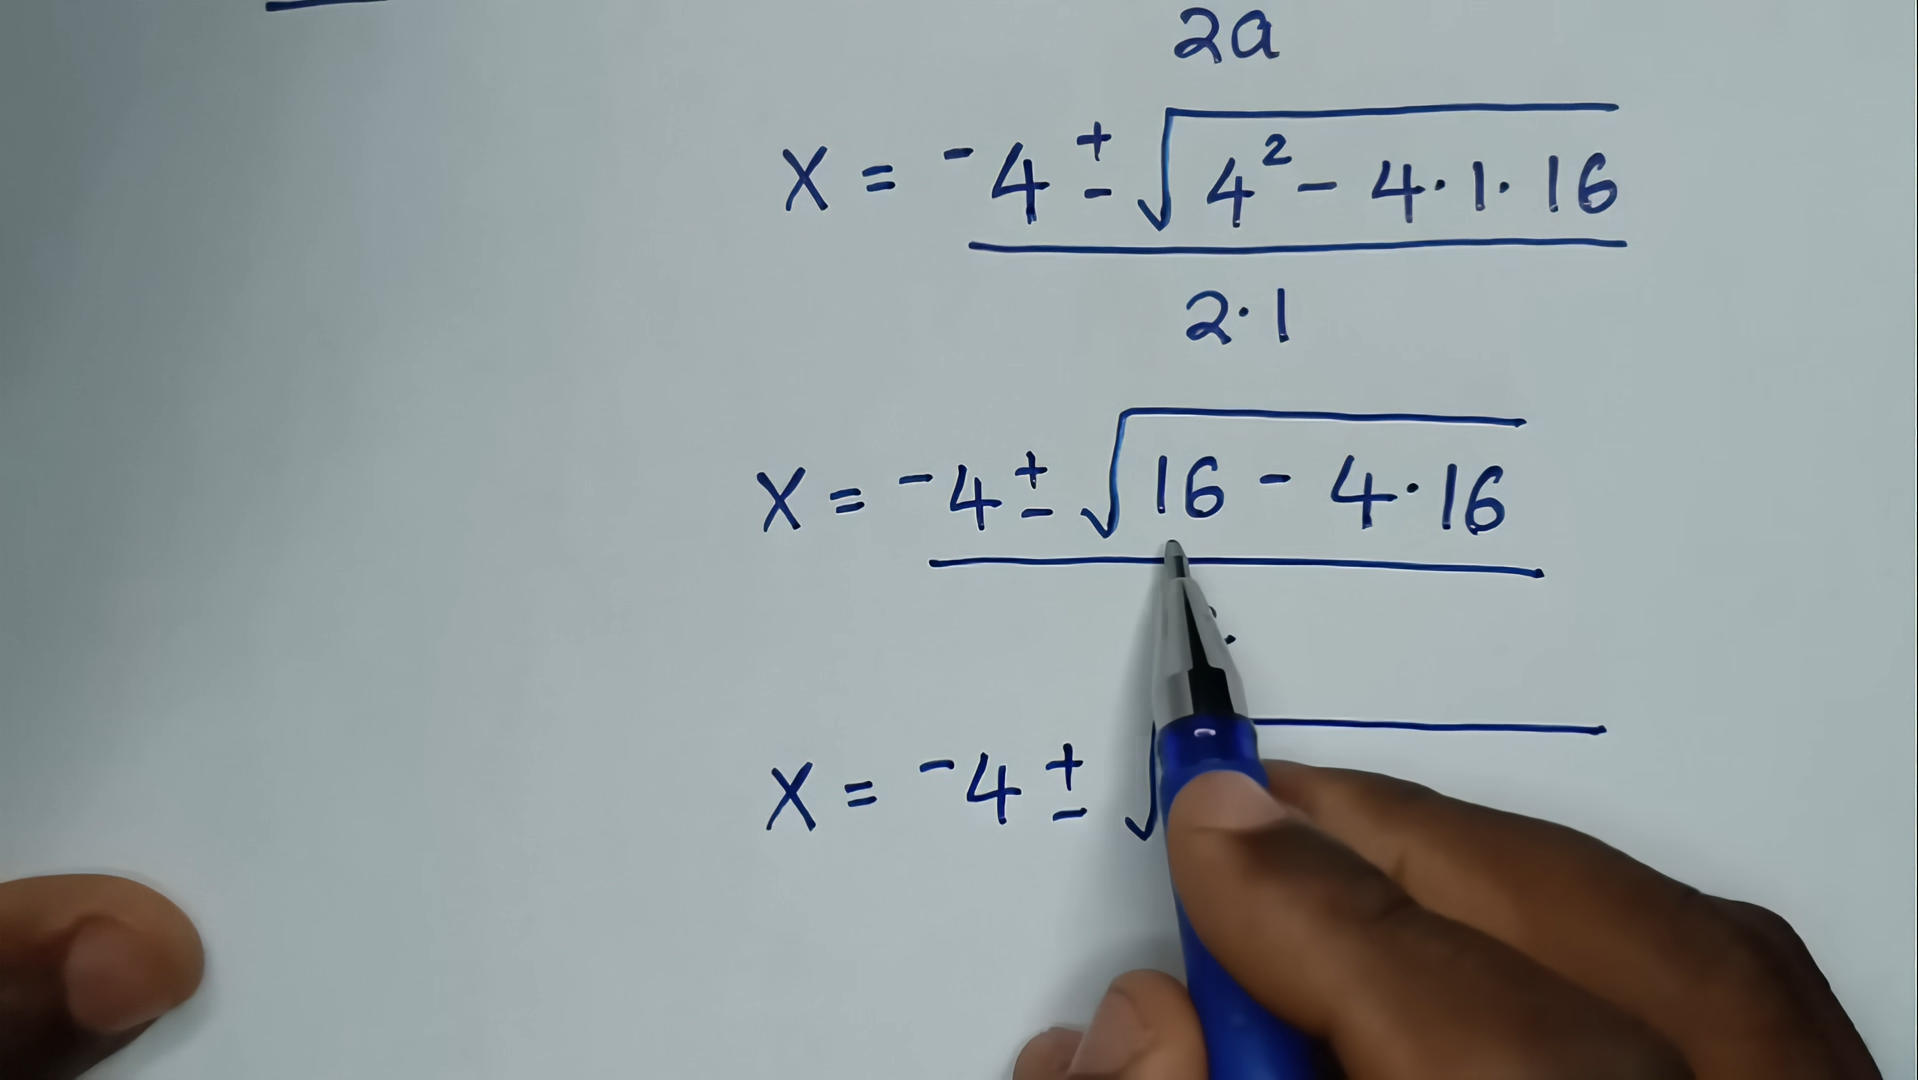 2a
x = -4 ± √(4² - 4·1·16)
2·1
x = -4 ± √(16 - 4·16)
x = -4 ± √